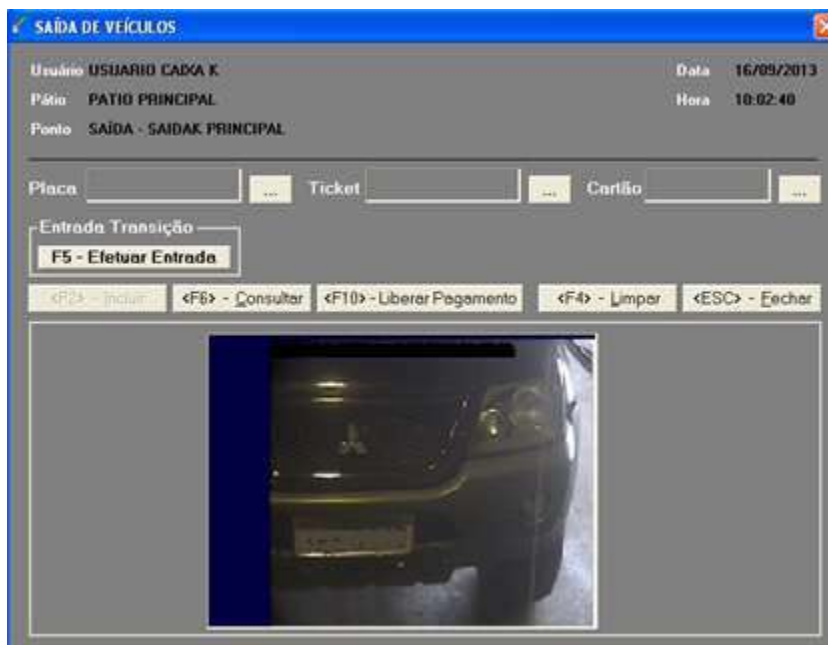 SAÍDA DE VEÍCULOS
Usuário USUARIO CAIXA K
Data 16/09/2013
Pátio PATIO PRINCIPAL
Hora 10:02:40
Ponto SAÍDA - SAIDAK PRINCIPAL
Placa ... Ticket ... Cartão ...
Entrada Transição
F5 - Efetuar Entrada
<F2> - Incluir <F6> - Consultar <F10> - Liberar Pagamento <F4> - Limpar <ESC> - Fechar